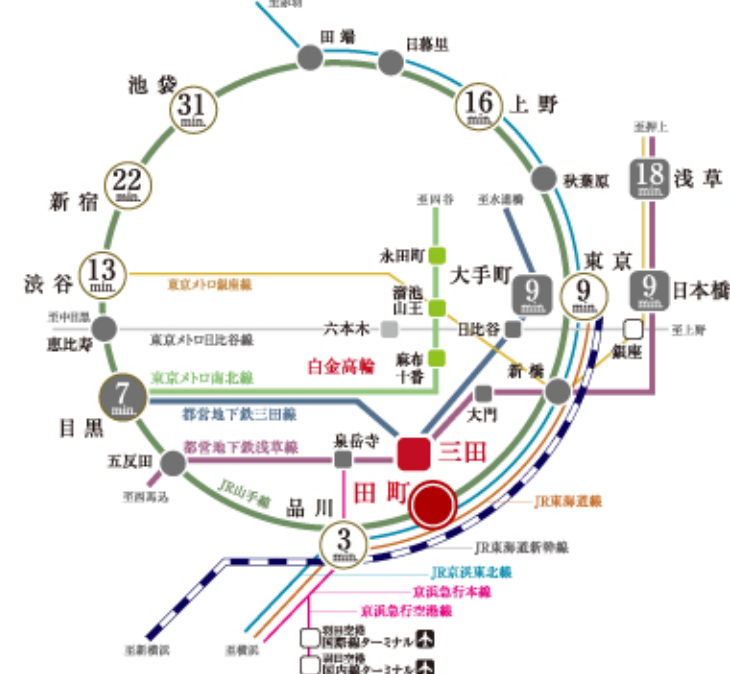 至赤羽
田端
日暮里
池袋
31
min.
16
min.
上野
至押上
18
min.
浅草
秋葉原
22
min.
新宿
至四谷
至水道橋
永田町
大手町
9
min.
東京
9
min.
9
min.
日本橋
渋谷
13
min.
東京メトロ銀座線
溜池
山王
至中目黒
恵比寿
東京メトロ日比谷線
六本木
日比谷
銀座
至上野
白金高輪
麻布
十番
新橋
東京メトロ南北線
7
min.
目黒
都営地下鉄三田線
大門
都営地下鉄浅草線
泉岳寺
三田
五反田
至西馬込
JR山手線
品川
田町
3
min.
JR東海道線
JR東海道新幹線
JR京浜東北線
京浜急行本線
京浜急行空港線
至新横浜
至横浜
羽田空港
国際線ターミナル
羽田空港
国内線ターミナル